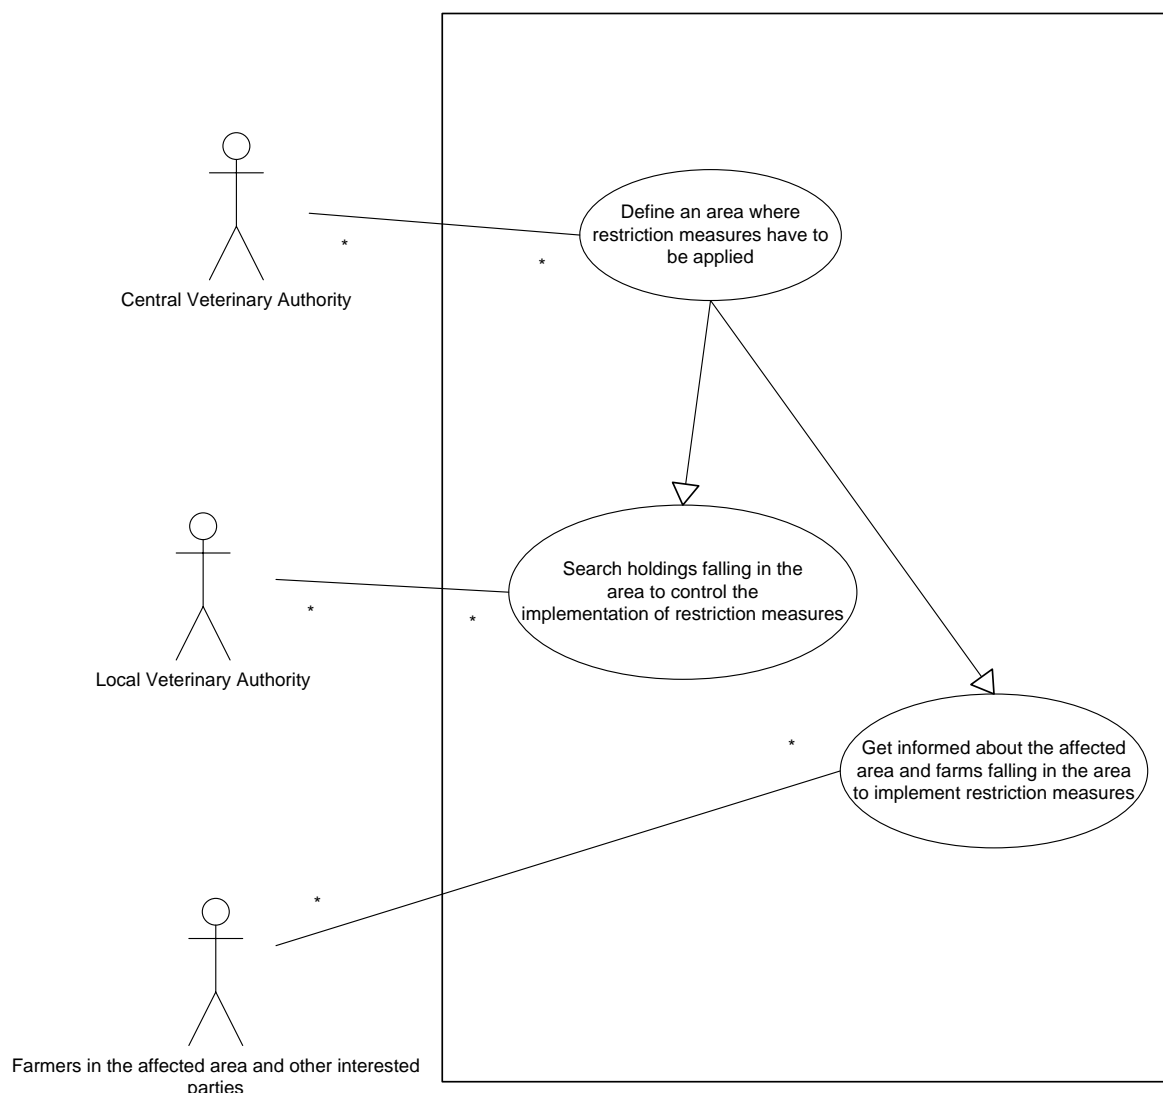 Define an area where
restriction measures have to
be applied
*
*
Central Veterinary Authority
Search holdings falling in the
area to control the
implementation of restriction measures
*
*
Local Veterinary Authority
*
Get informed about the affected
area and farms falling in the area
to implement restriction measures
*
Farmers in the affected area and other interested
parties